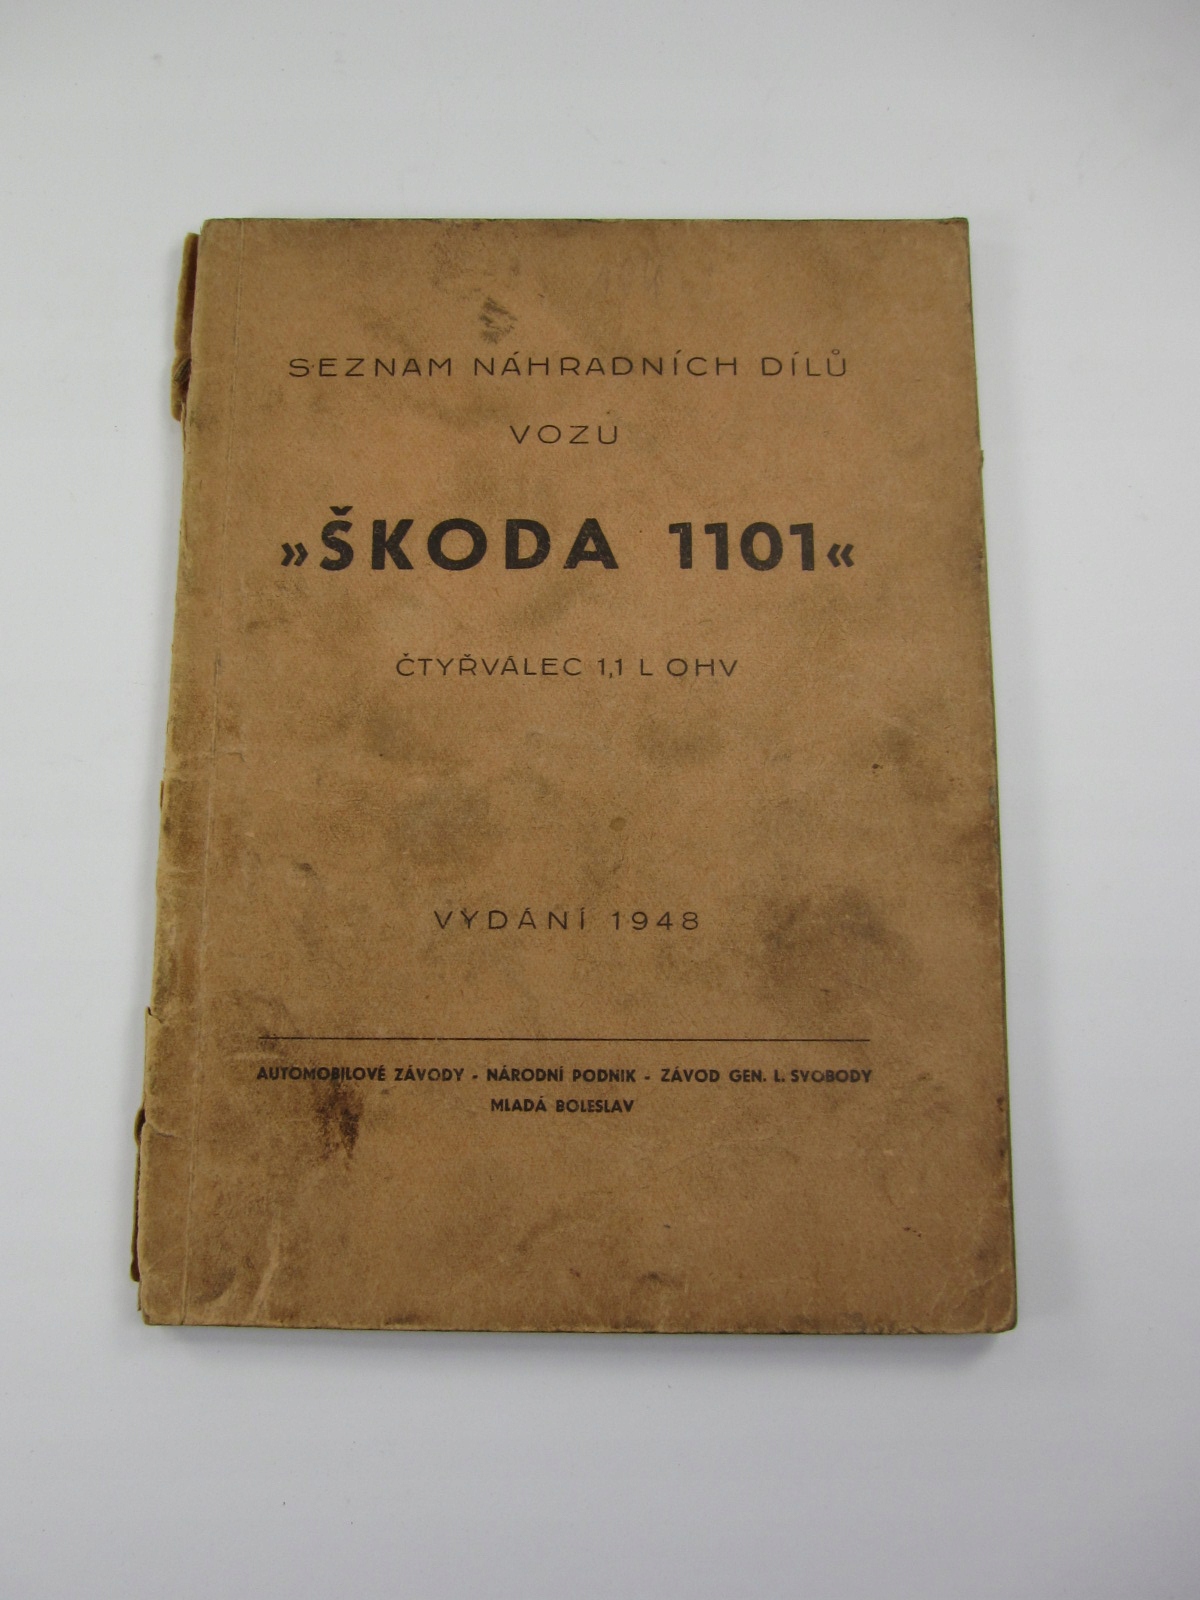 SEZNAM NÁHRADNÍCH DÍLŮ
VOZU
»ŠKODA 1101«
ČTYŘVÁLEC 1,1 L OHV
VYDÁNÍ 1948
AUTOMOBILOVÉ ZÁVODY - NÁRODNÍ PODNIK - ZÁVOD GEN. L. SVOBODY
MLADÁ BOLESLAV